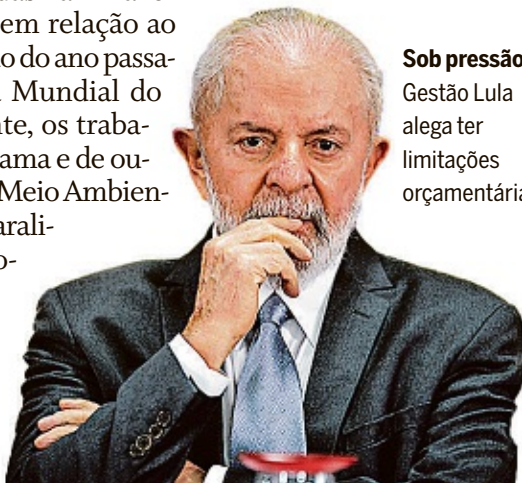 em relação ao
do ano passa-
Mundial do
te, os traba-
ama e de ou-
Meio Ambien-
arali-
o-
Sob pressão
Gestão Lula
alega ter
limitações
orçamentária